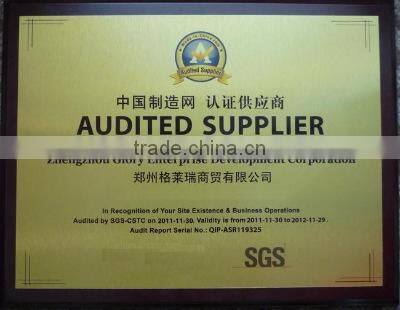 Audited Supplier
中国制造网 认证供应商
AUDITED SUPPLIER
trade.china.cn
Zhengzhou Glory Enterprise Development Corporation
郑州格莱瑞商贸有限公司
In Recognition of Your Site Existence & Business Operations
Audited by SGS-CSTC on 2011-11-30. Validity is from 2011-11-30 to 2012-11-29.
Audit Report Serial No.: QIP-ASR119325
SGS